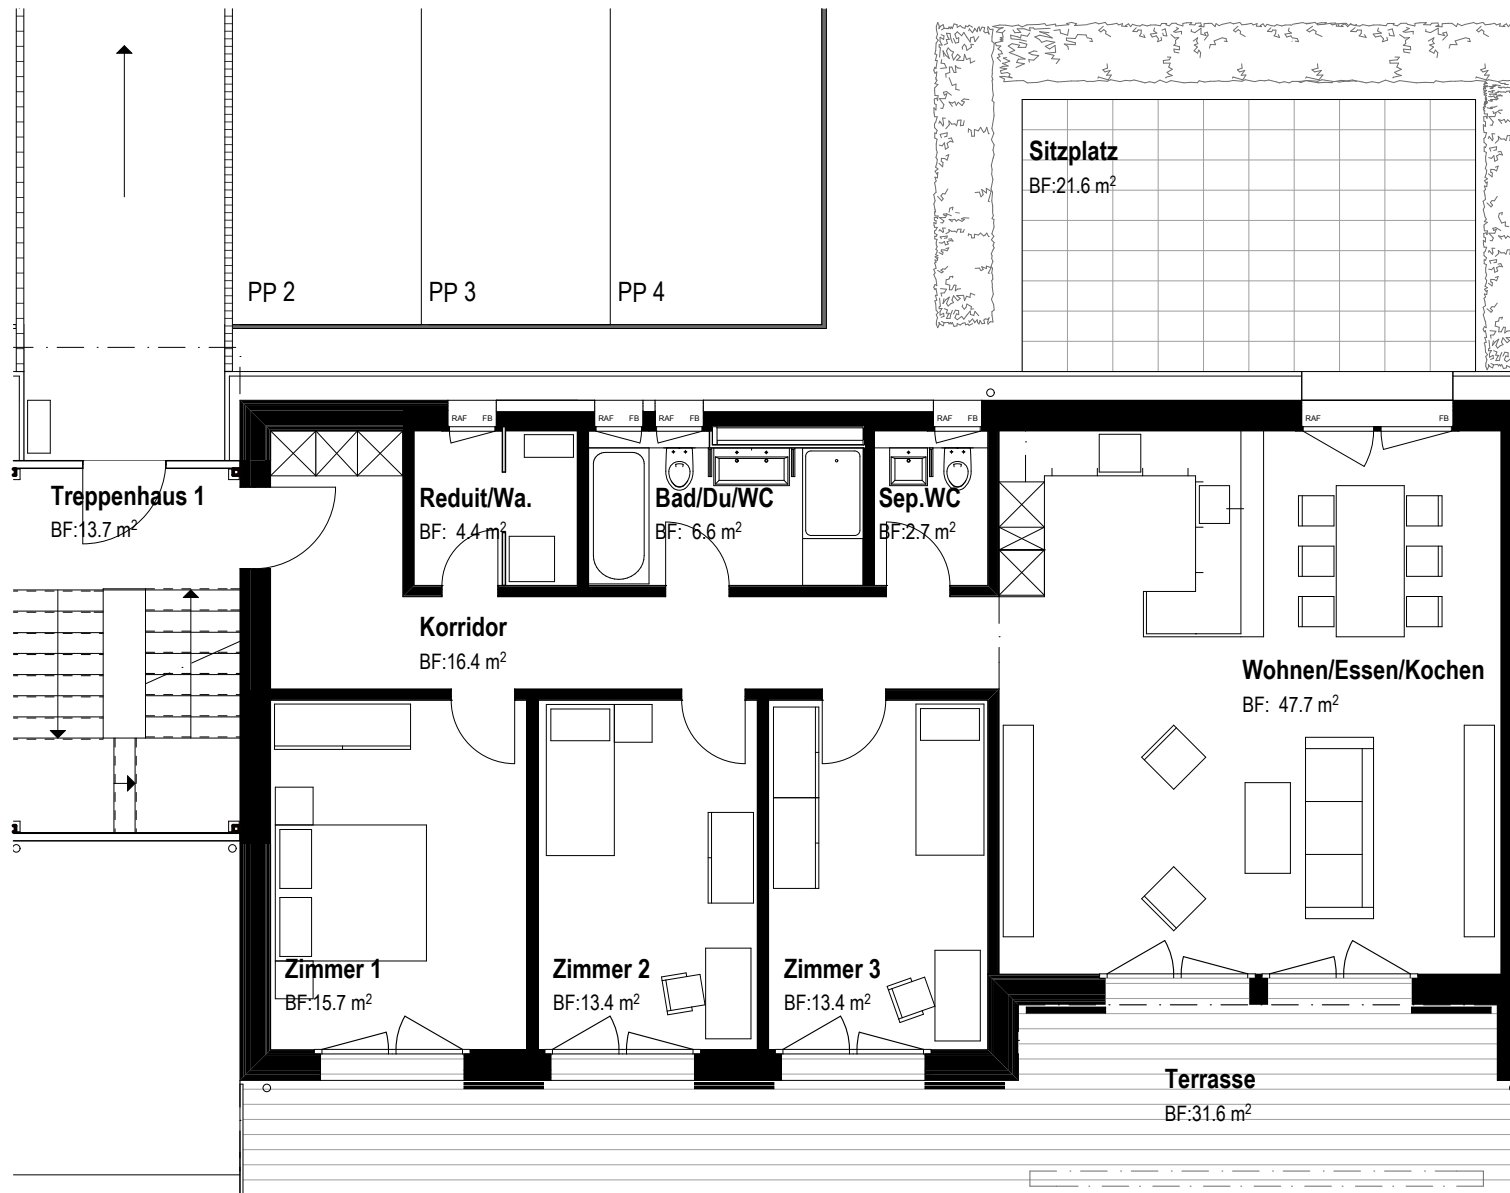 Sitzplatz
BF:21.6 m²
PP 2
PP 3
PP 4
RAF FB
RAF FB
RAF FB
RAF FB
RAF FB
Treppenhaus 1
BF:13.7 m²
Reduit/Wa.
BF: 4.4 m²
Bad/Du/WC
BF: 6.6 m²
Sep.WC
BF:2.7 m²
Korridor
BF:16.4 m²
Wohnen/Essen/Kochen
BF: 47.7 m²
Zimmer 1
BF:15.7 m²
Zimmer 2
BF:13.4 m²
Zimmer 3
BF:13.4 m²
Terrasse
BF:31.6 m²